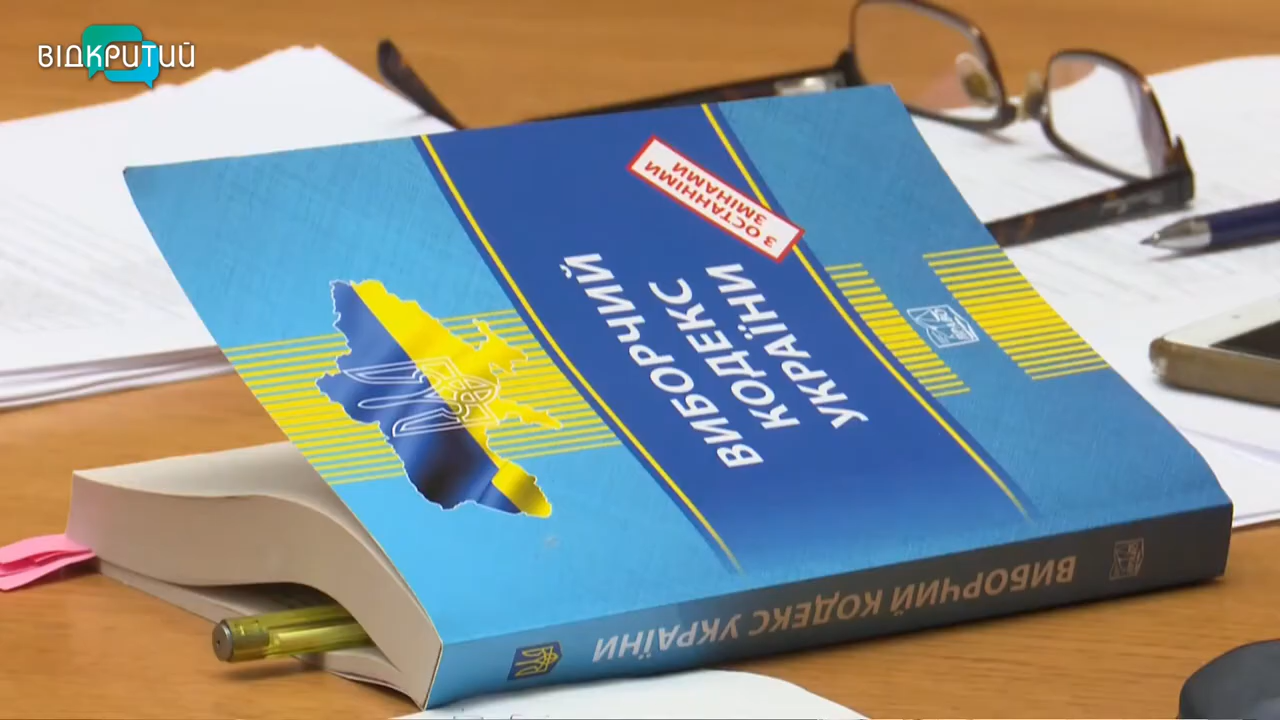 ВІДКРИТИЙ
З ОСТАННІМИ
ЗМІНАМИ
ВИБОРЧИЙ
КОДЕКС
УКРАЇНИ
ВИБОРЧИЙ КОДЕКС УКРАЇНИ